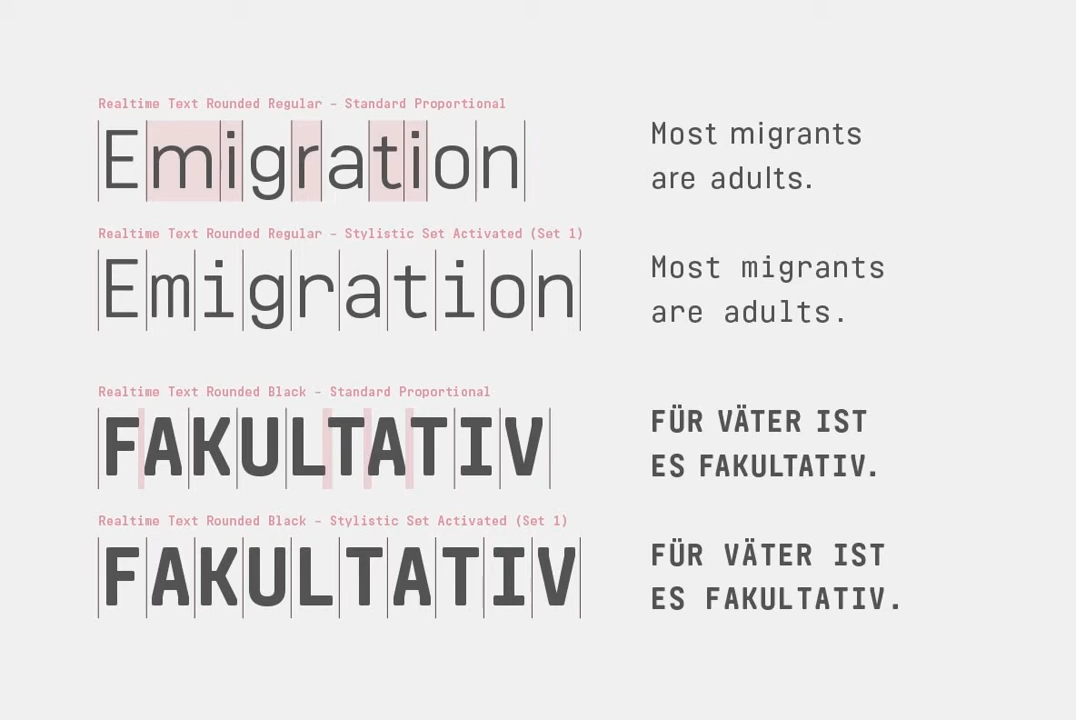 Realtime Text Rounded Regular – Standard Proportional
Emigration
Most migrants
are adults.
Realtime Text Rounded Regular – Stylistic Set Activated (Set 1)
Emigration
Most migrants
are adults.
Realtime Text Rounded Black – Standard Proportional
FAKULTATIV
FÜR VÄTER IST
ES FAKULTATIV.
Realtime Text Rounded Black – Stylistic Set Activated (Set 1)
FAKULTATIV
FÜR VÄTER IST
ES FAKULTATIV.